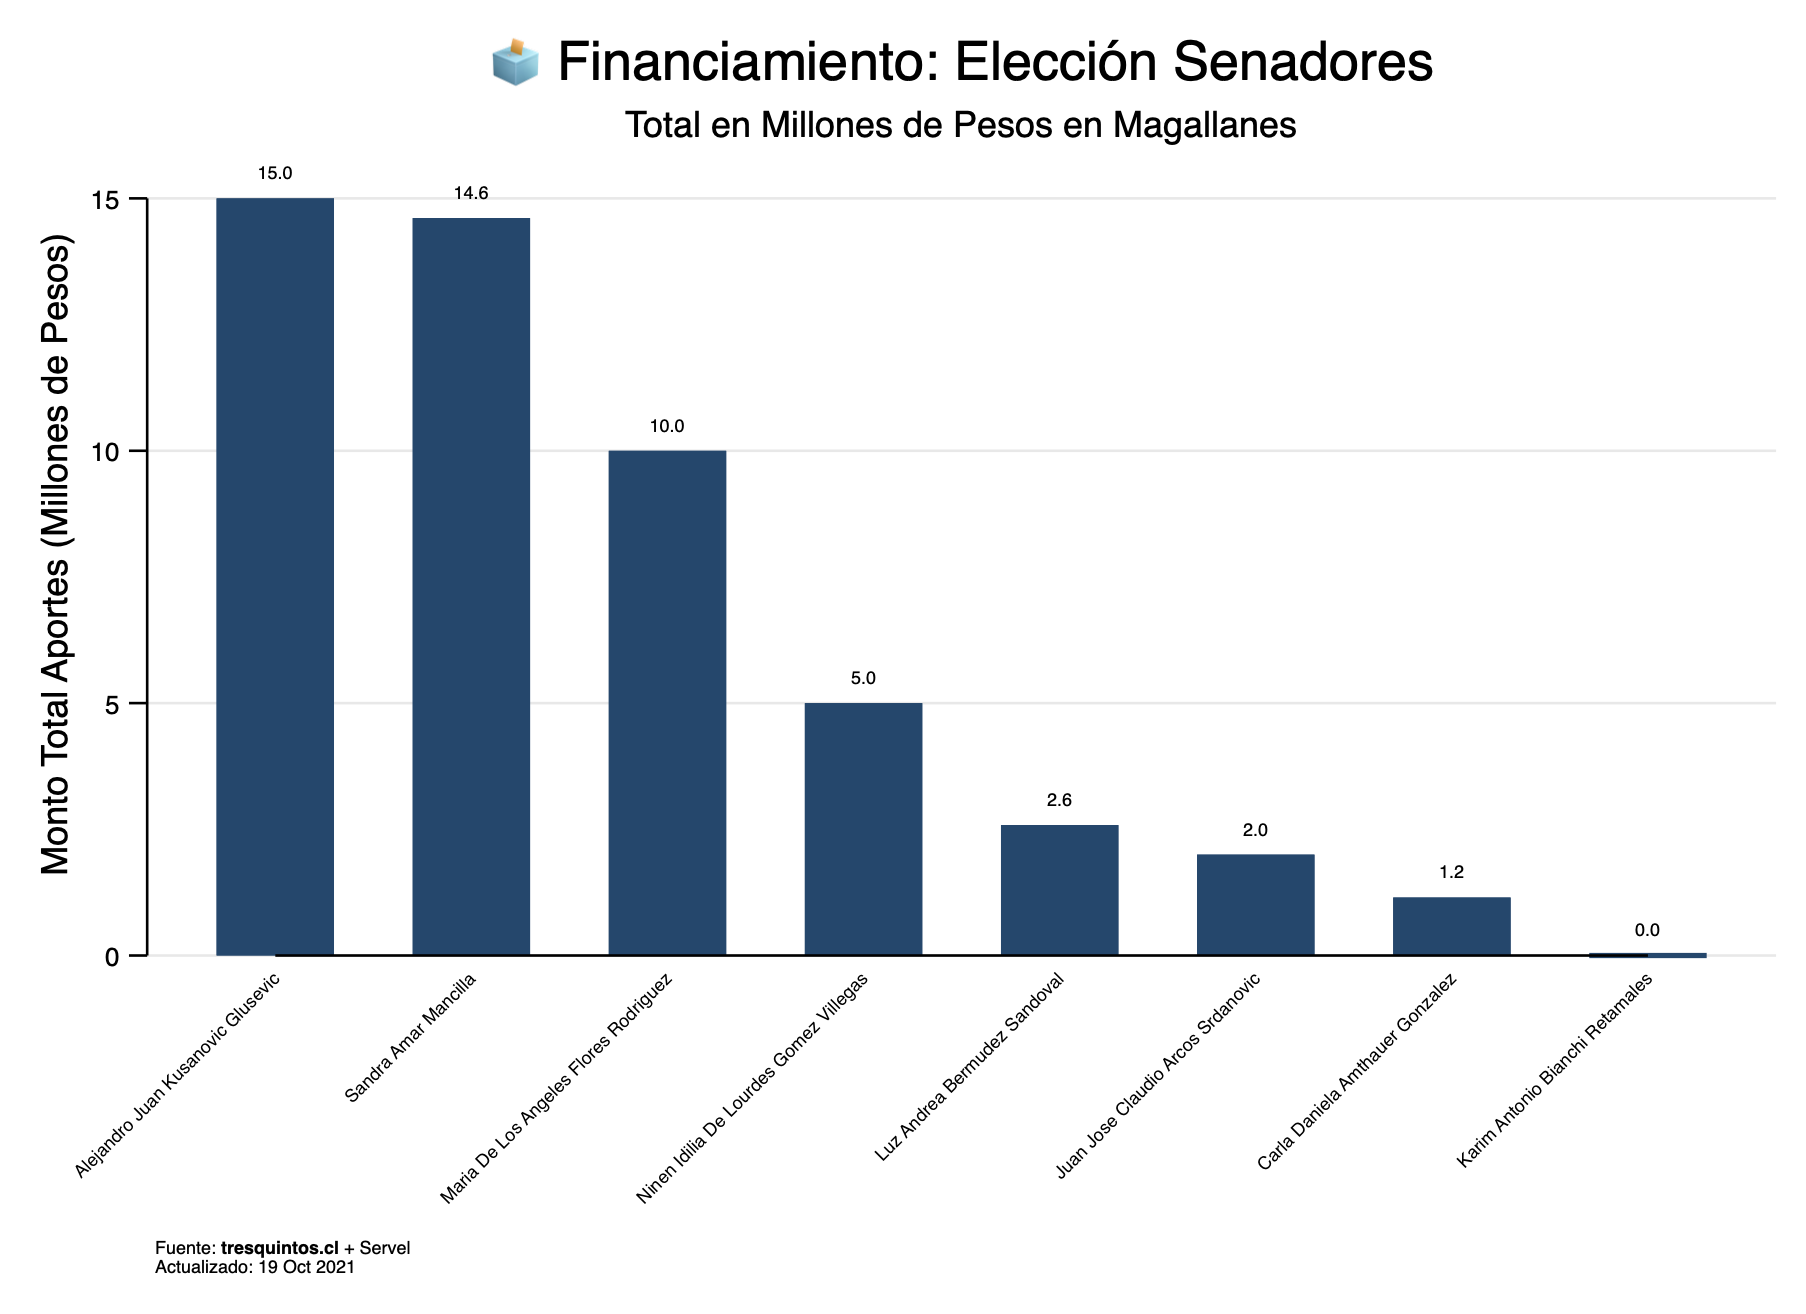 Financiamiento: Elección Senadores
Total en Millones de Pesos en Magallanes
Monto Total Aportes (Millones de Pesos)
15
10
5
0
15.0
14.6
10.0
5.0
2.6
2.0
1.2
0.0
Alejandro Juan Kusanovic Glusevic
Sandra Amar Mancilla
Maria De Los Angeles Flores Rodriguez
Ninen Idilia De Lourdes Gomez Villegas
Luz Andrea Bermudez Sandoval
Juan Jose Claudio Arcos Srdanovic
Carla Daniela Amthauer Gonzalez
Karim Antonio Bianchi Retamales
Fuente: tresquintos.cl + Servel
Actualizado: 19 Oct 2021